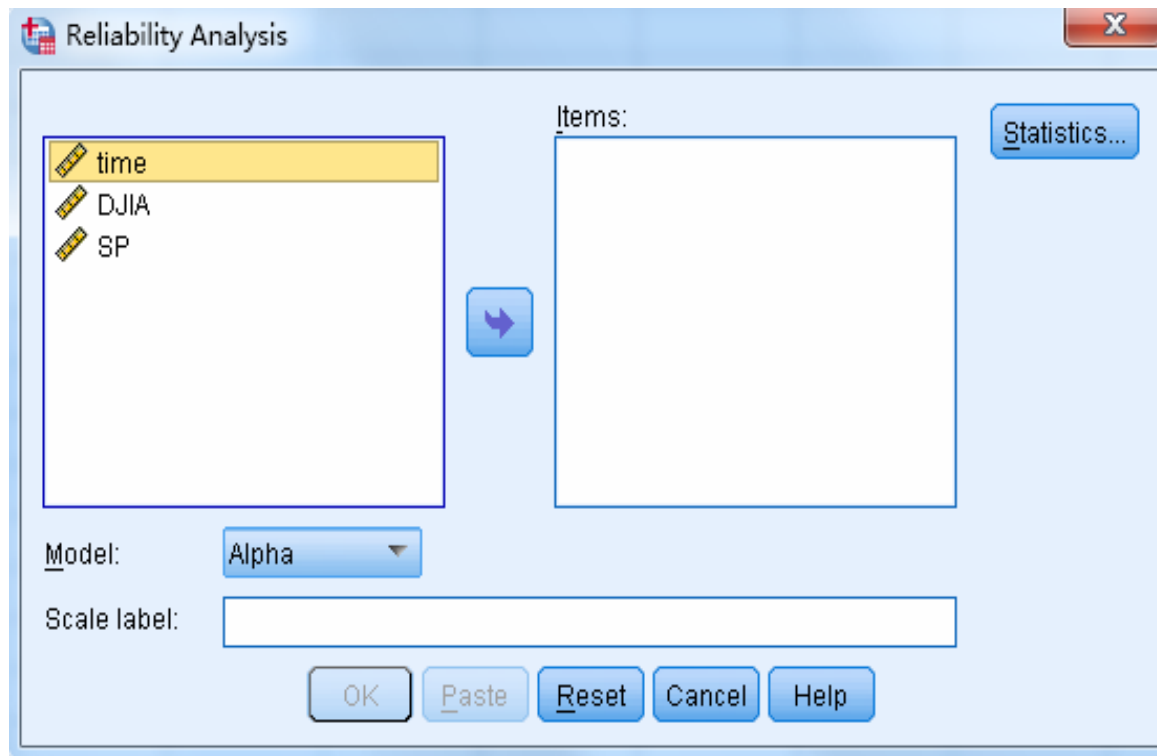 Reliability Analysis
Items:
Statistics...
time
DJIA
SP
Model:
Alpha
Scale label:
OK
Paste
Reset
Cancel
Help